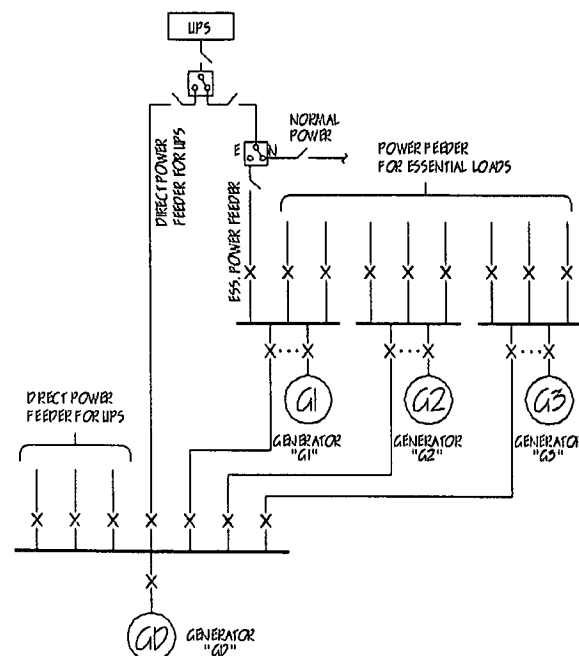 UPS
NORMAL
POWER
E
N
POWER FEEDER
FOR ESSENTIAL LOADS
DIRECT POWER
FEEDER FOR UPS
ESS. POWER FEEDER
G1
G2
G3
GENERATOR
"G1"
GENERATOR
"G2"
GENERATOR
"G3"
DIRECT POWER
FEEDER FOR UPS
GD
GENERATOR
"GD"